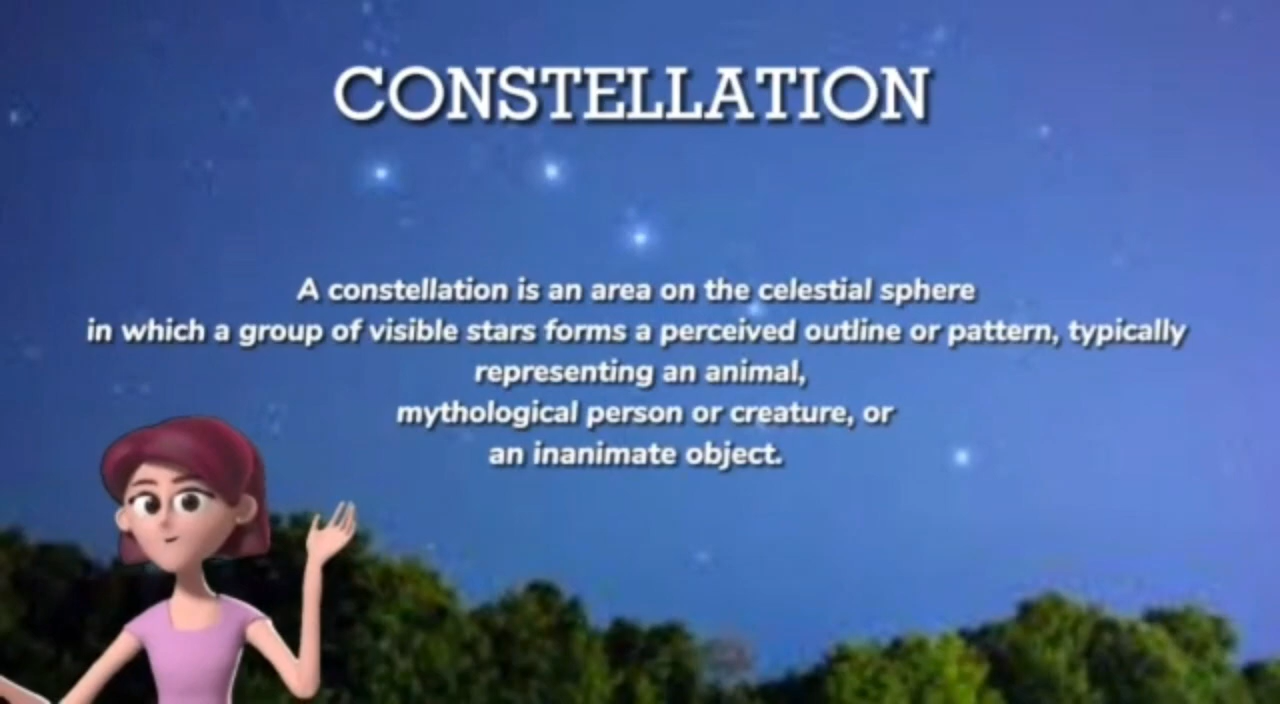 CONSTELLATION
A constellation is an area on the celestial sphere
in which a group of visible stars forms a perceived outline or pattern, typically
representing an animal,
mythological person or creature, or
an inanimate object.